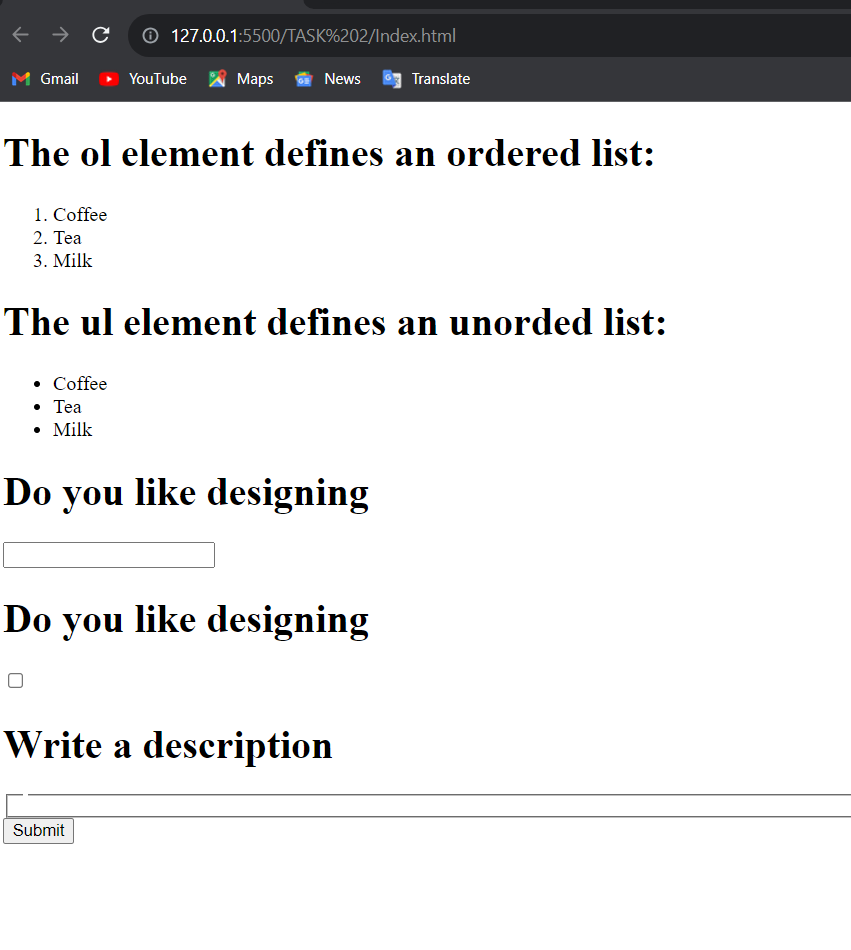 127.0.0.1:5500/TASK%202/Index.html
Gmail YouTube Maps News Translate
The ol element defines an ordered list:
1. Coffee
2. Tea
3. Milk
The ul element defines an unorded list:
• Coffee
• Tea
• Milk
Do you like designing
Do you like designing
Write a description
Submit